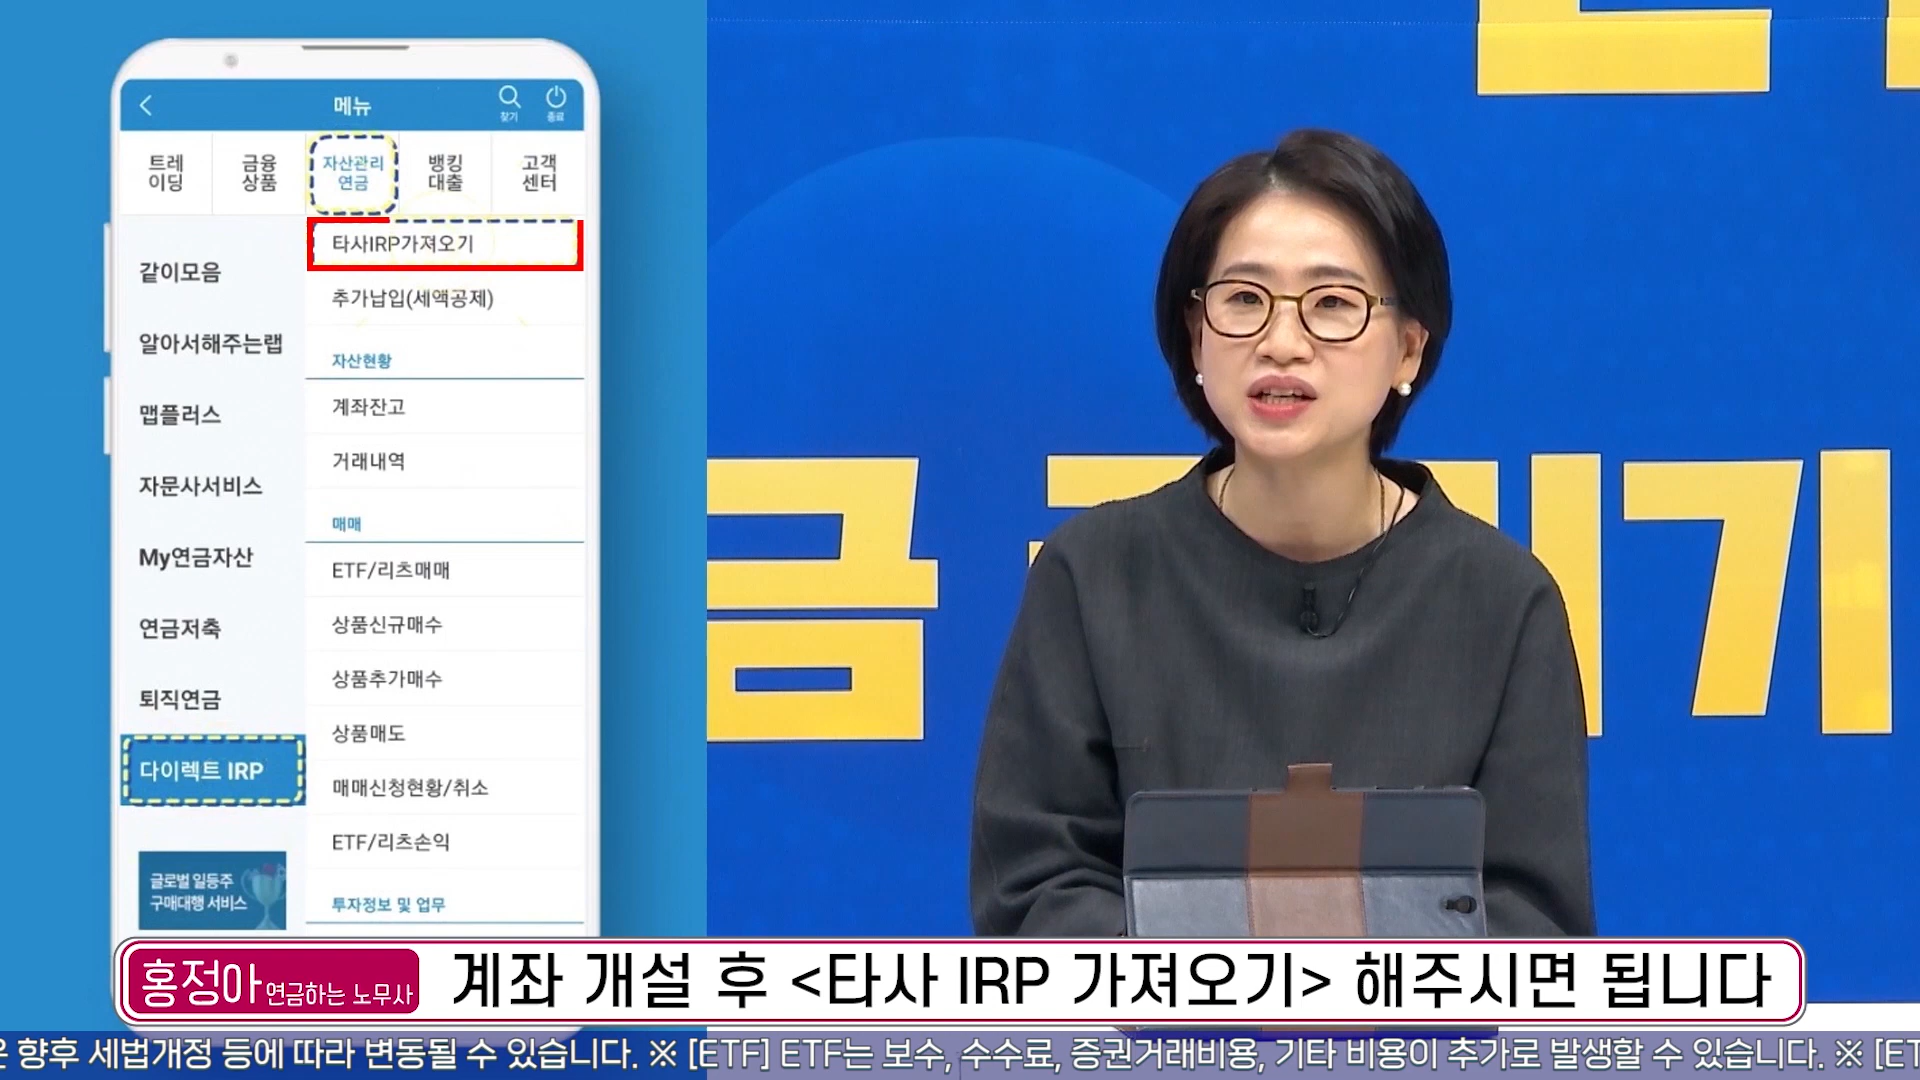 메뉴
찾기
종료
트레
이딩
금융
상품
자산관리
연금
뱅킹
대출
고객
센터
같이모음
알아서해주는랩
맵플러스
자문사서비스
My연금자산
연금저축
퇴직연금
다이렉트 IRP
글로벌 일등주
구매대행 서비스
타사IRP가져오기
추가납입(세액공제)
자산현황
계좌잔고
거래내역
매매
ETF/리츠매매
상품신규매수
상품추가매수
상품매도
매매신청현황/취소
ETF/리츠손익
투자정보 및 업무
금
기
홍정아 연금하는 노무사
계좌 개설 후 <타사 IRP 가져오기> 해주시면 됩니다
은 향후 세법개정 등에 따라 변동될 수 있습니다. ※ [ETF] ETF는 보수, 수수료, 증권거래비용, 기타 비용이 추가로 발생할 수 있습니다. ※ [ET